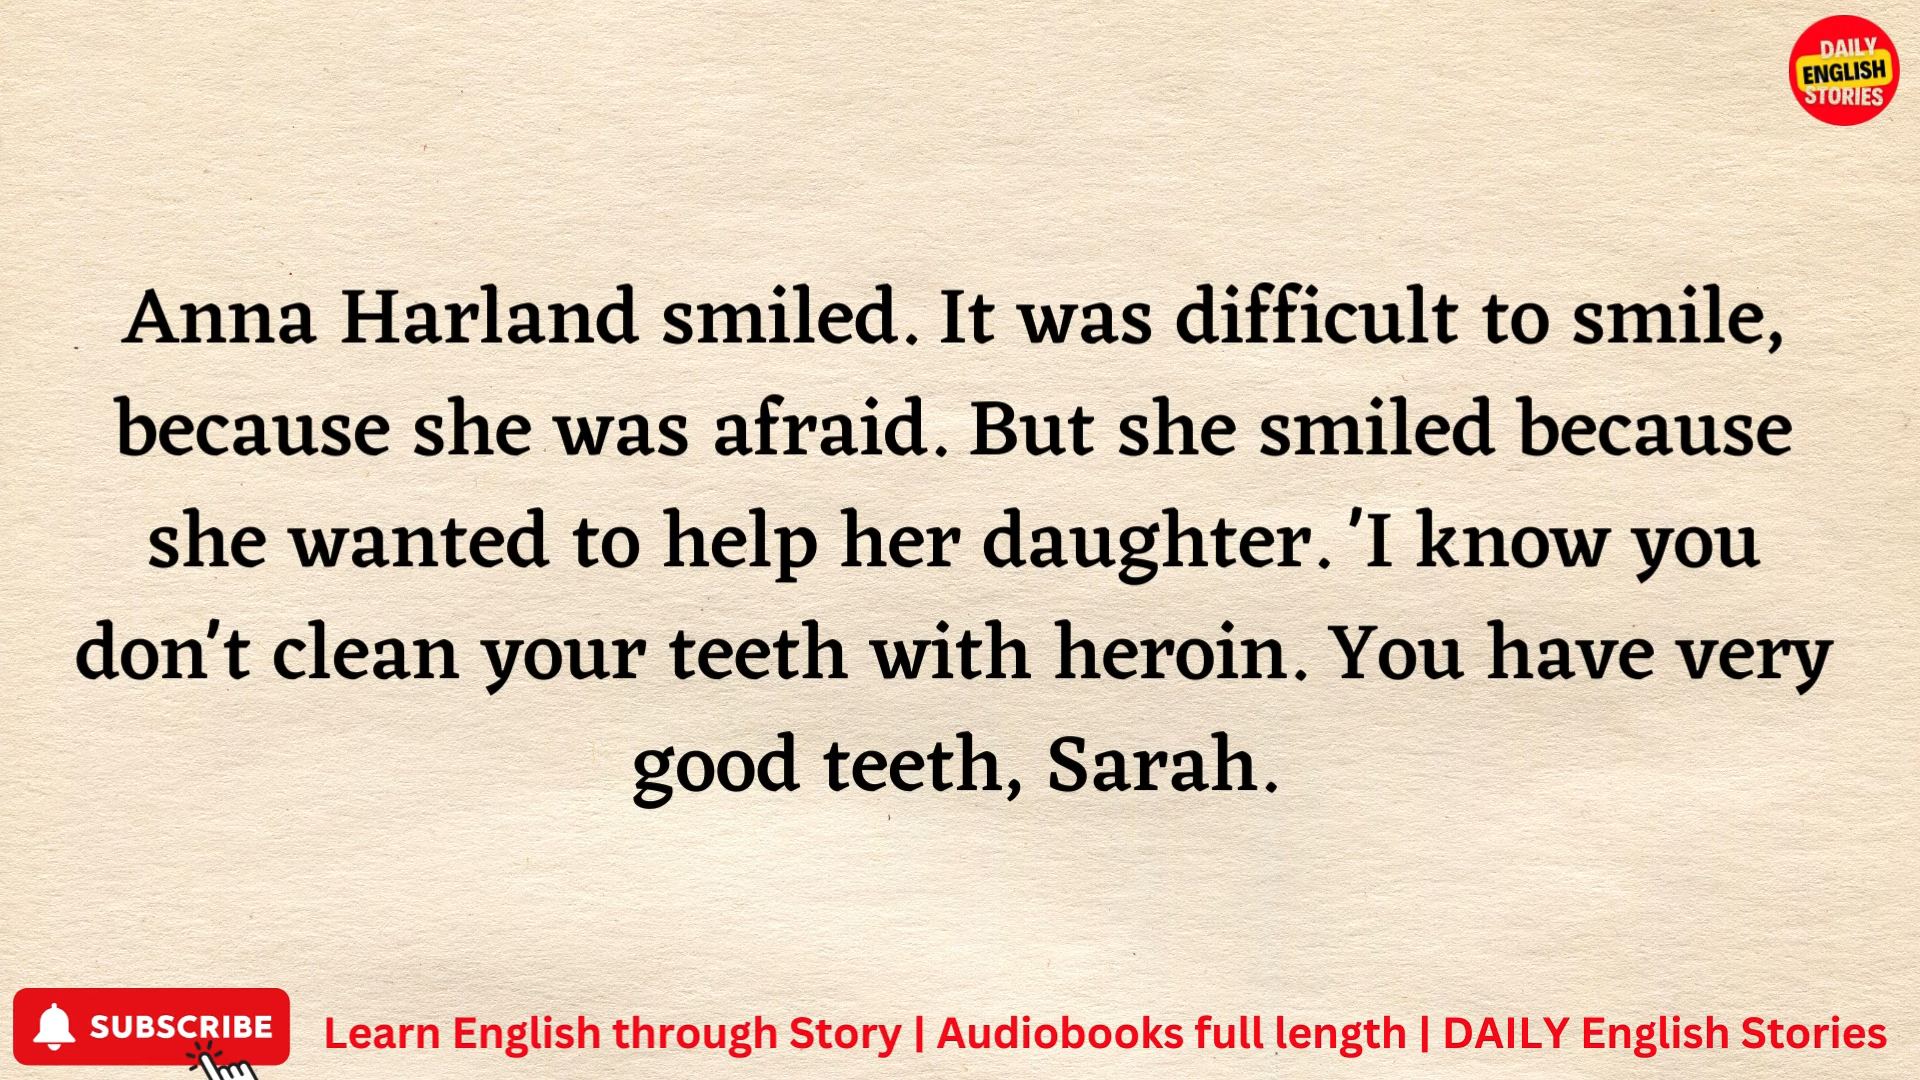 DAILY
ENGLISH
STORIES
Anna Harland smiled. It was difficult to smile,
because she was afraid. But she smiled because
she wanted to help her daughter. 'I know you
don't clean your teeth with heroin. You have very
good teeth, Sarah.
SUBSCRIBE
Learn English through Story | Audiobooks full length | DAILY English Stories